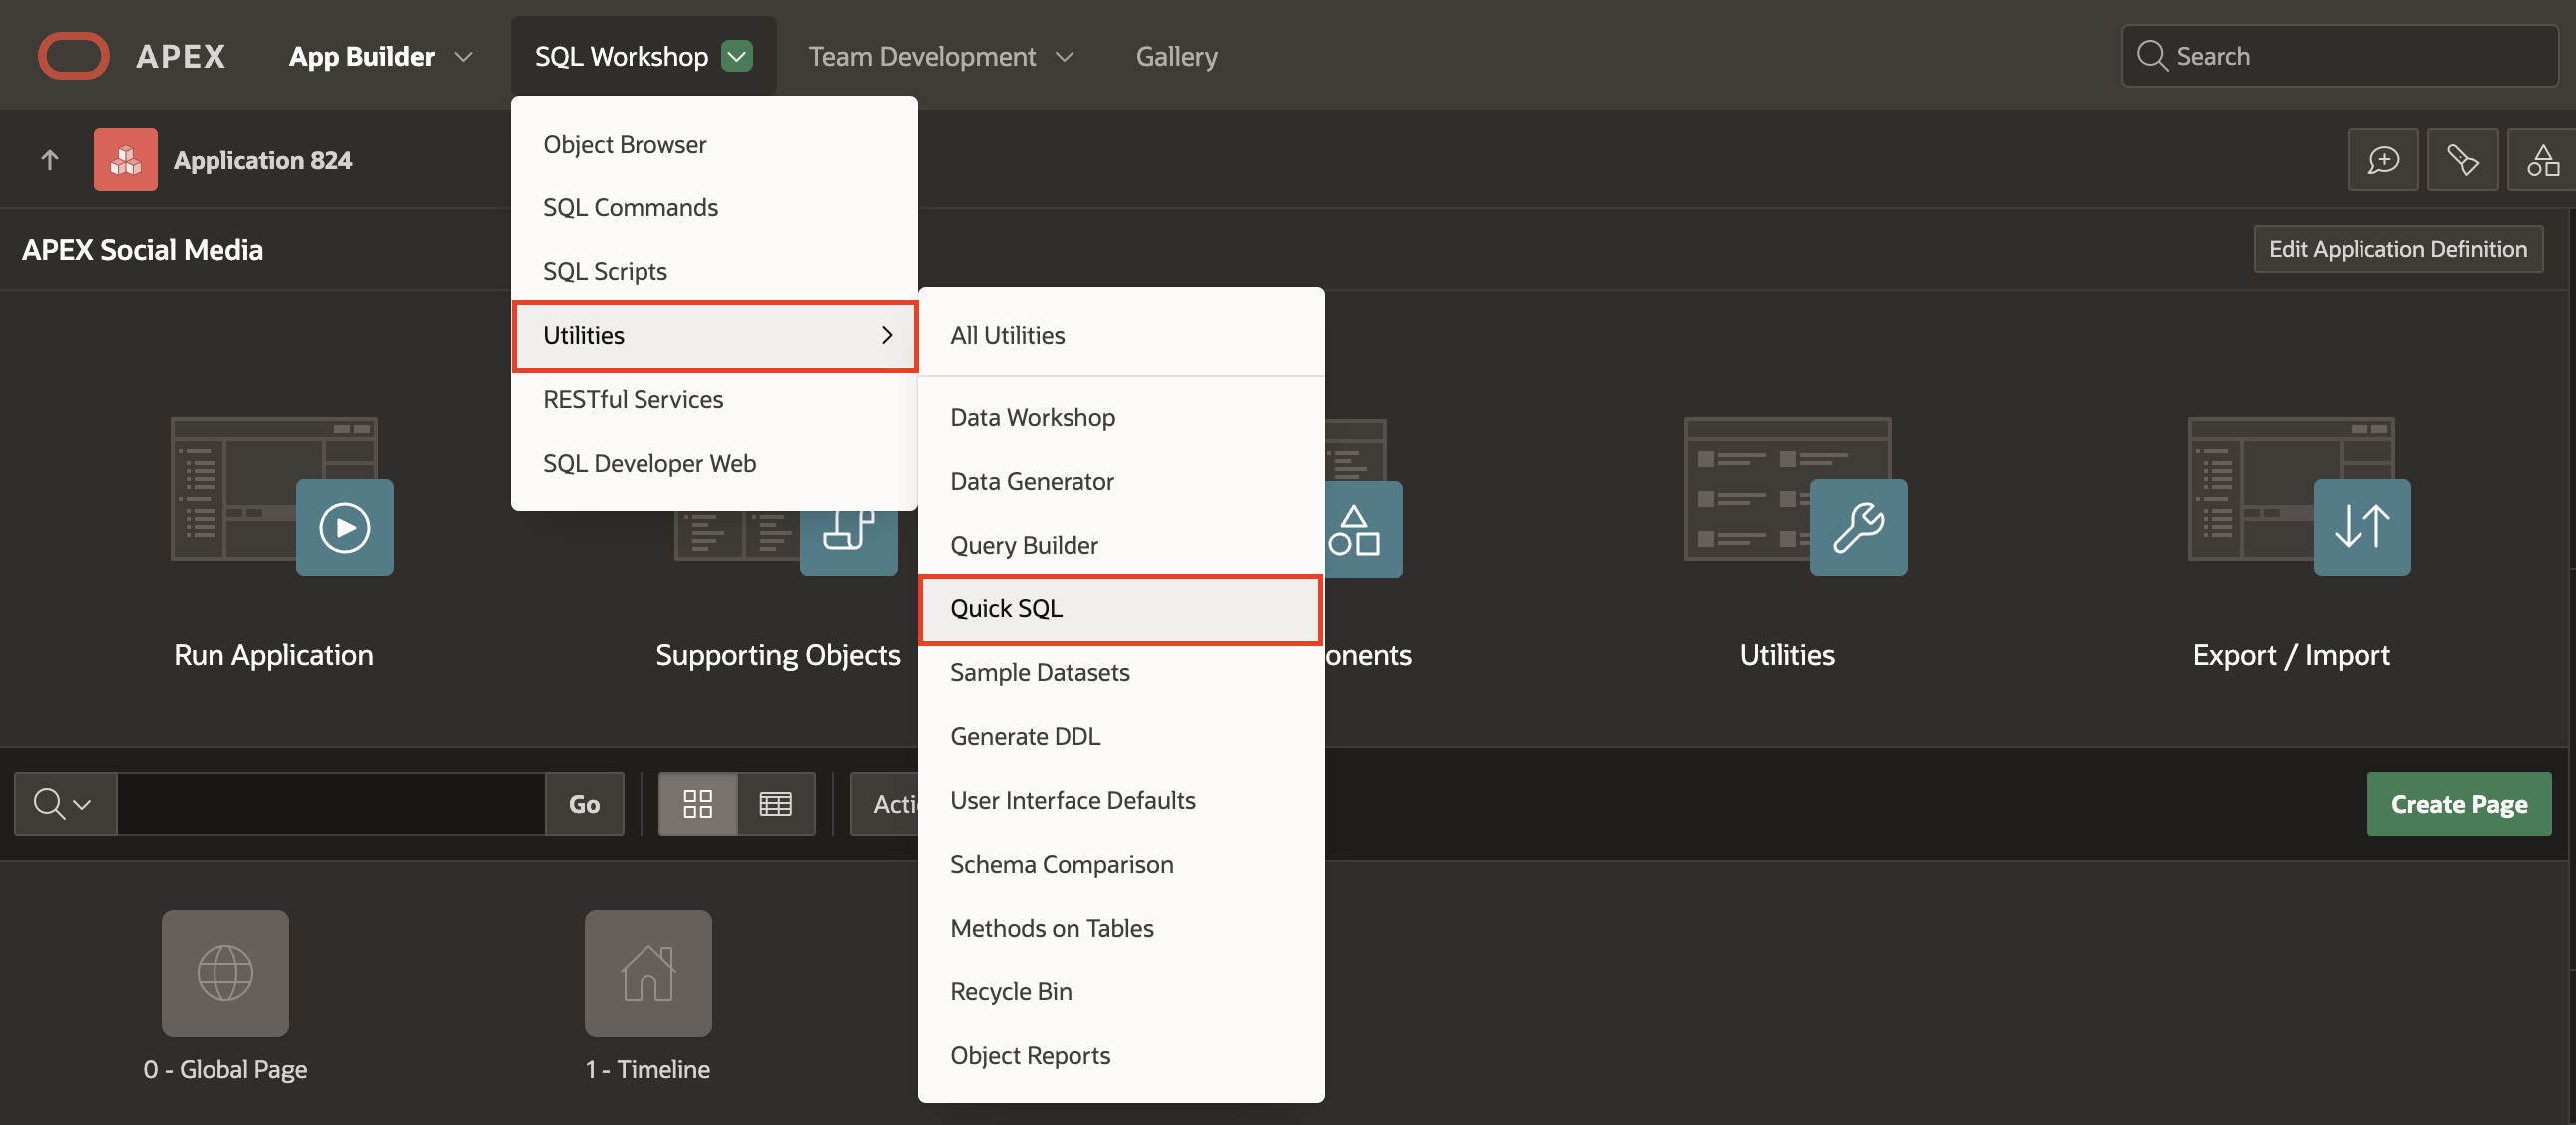 APEX
App Builder
SQL Workshop
Team Development
Gallery
Search
Application 824
APEX Social Media
Edit Application Definition
Object Browser
SQL Commands
SQL Scripts
Utilities
RESTful Services
SQL Developer Web
All Utilities
Data Workshop
Data Generator
Query Builder
Quick SQL
Sample Datasets
Generate DDL
User Interface Defaults
Schema Comparison
Methods on Tables
Recycle Bin
Object Reports
Run Application
Supporting Objects
onents
Utilities
Export / Import
Go
Acti
Create Page
0 - Global Page
1 - Timeline